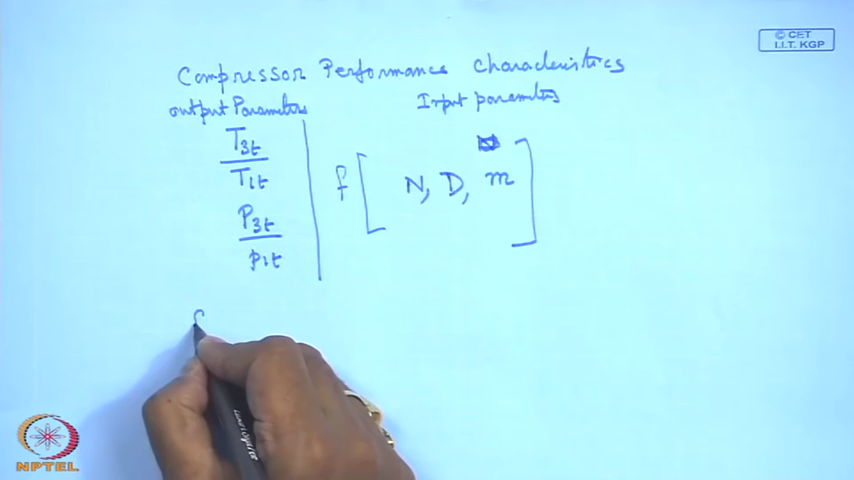 © CET
I.I.T. KGP
Compressor Performance characteristics
output Parameters Input parameters
T3t
T1t
f [ N, D, m ]
P3t
P1t
NPTEL